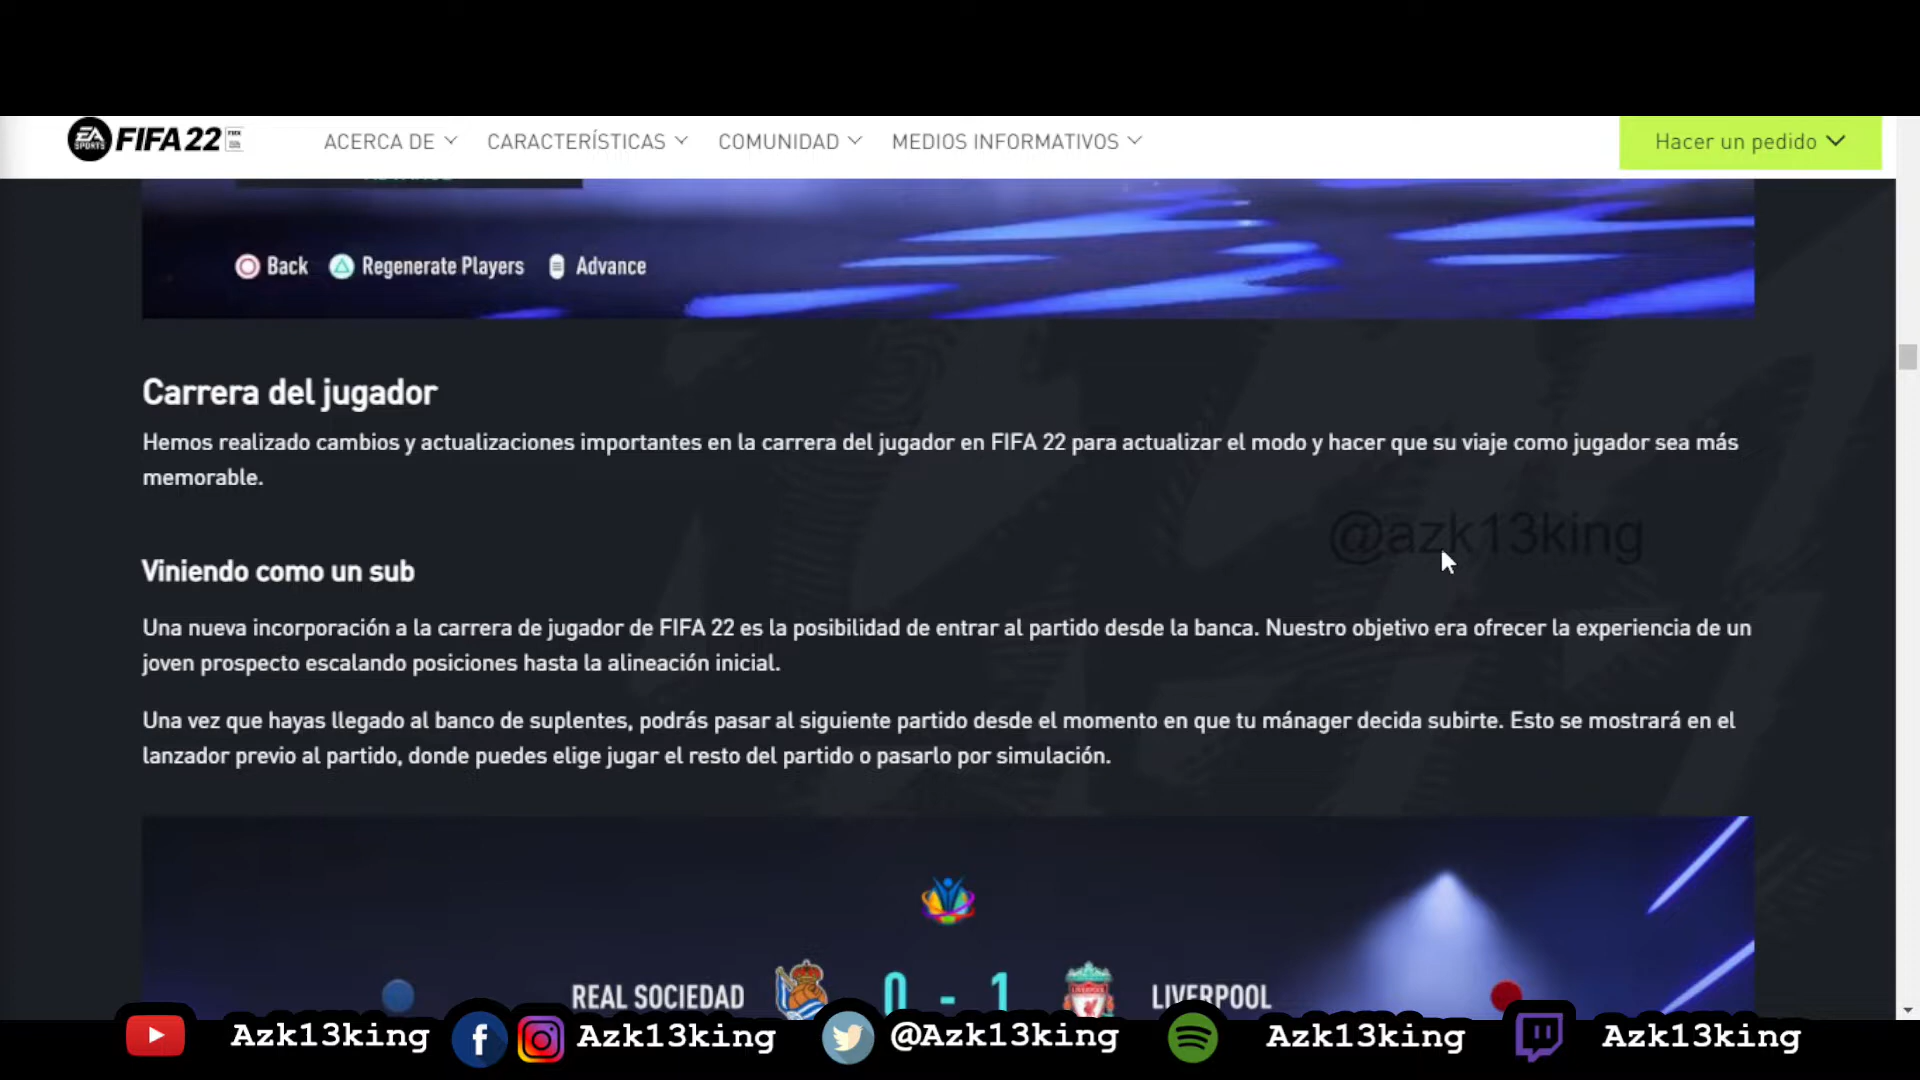 EA SPORTS FIFA 22
ACERCA DE CARACTERÍSTICAS COMUNIDAD MEDIOS INFORMATIVOS Hacer un pedido
Back Regenerate Players Advance
Carrera del jugador
Hemos realizado cambios y actualizaciones importantes en la carrera del jugador en FIFA 22 para actualizar el modo y hacer que su viaje como jugador sea más
memorable.
@azk13king
Viniendo como un sub
Una nueva incorporación a la carrera de jugador de FIFA 22 es la posibilidad de entrar al partido desde la banca. Nuestro objetivo era ofrecer la experiencia de un
joven prospecto escalando posiciones hasta la alineación inicial.
Una vez que hayas llegado al banco de suplentes, podrás pasar al siguiente partido desde el momento en que tu mánager decida subirte. Esto se mostrará en el
lanzador previo al partido, donde puedes elige jugar el resto del partido o pasarlo por simulación.
REAL SOCIEDAD 0 - 1 LIVERPOOL
Azk13king Azk13king @Azk13king Azk13king Azk13king